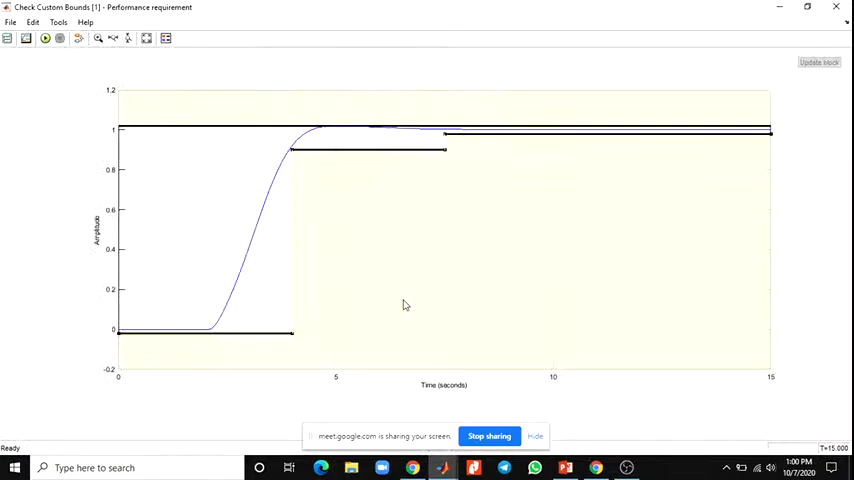 Check Custom Bounds [1] - Performance requirement
File Edit Tools Help
Update block
1.2
1
0.8
0.6
0.4
0.2
0
-0.2
Amplitude
0 5 10 15
Time (seconds)
meet.google.com is sharing your screen. Stop sharing Hide
Ready T=15.000
Type here to search
1:00 PM
10/7/2020